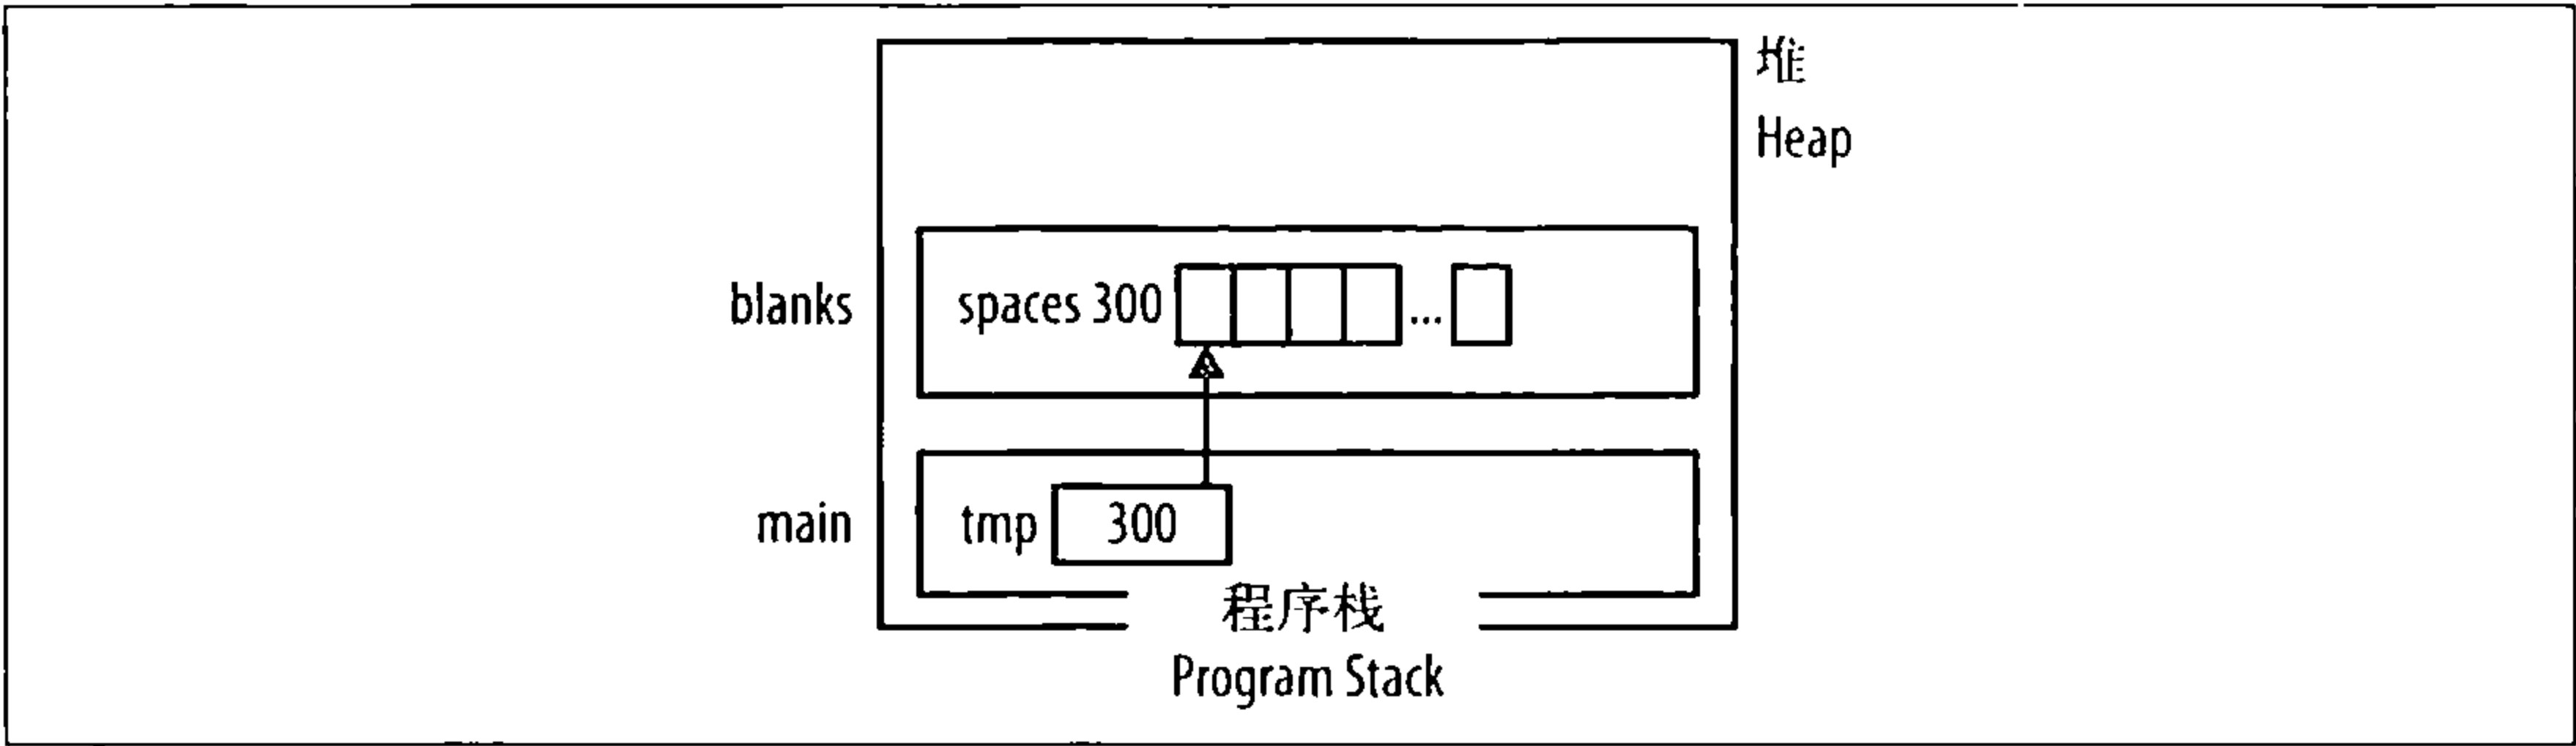 堆
Heap
blanks
spaces 300
...
main
tmp 300
程序栈
Program Stack